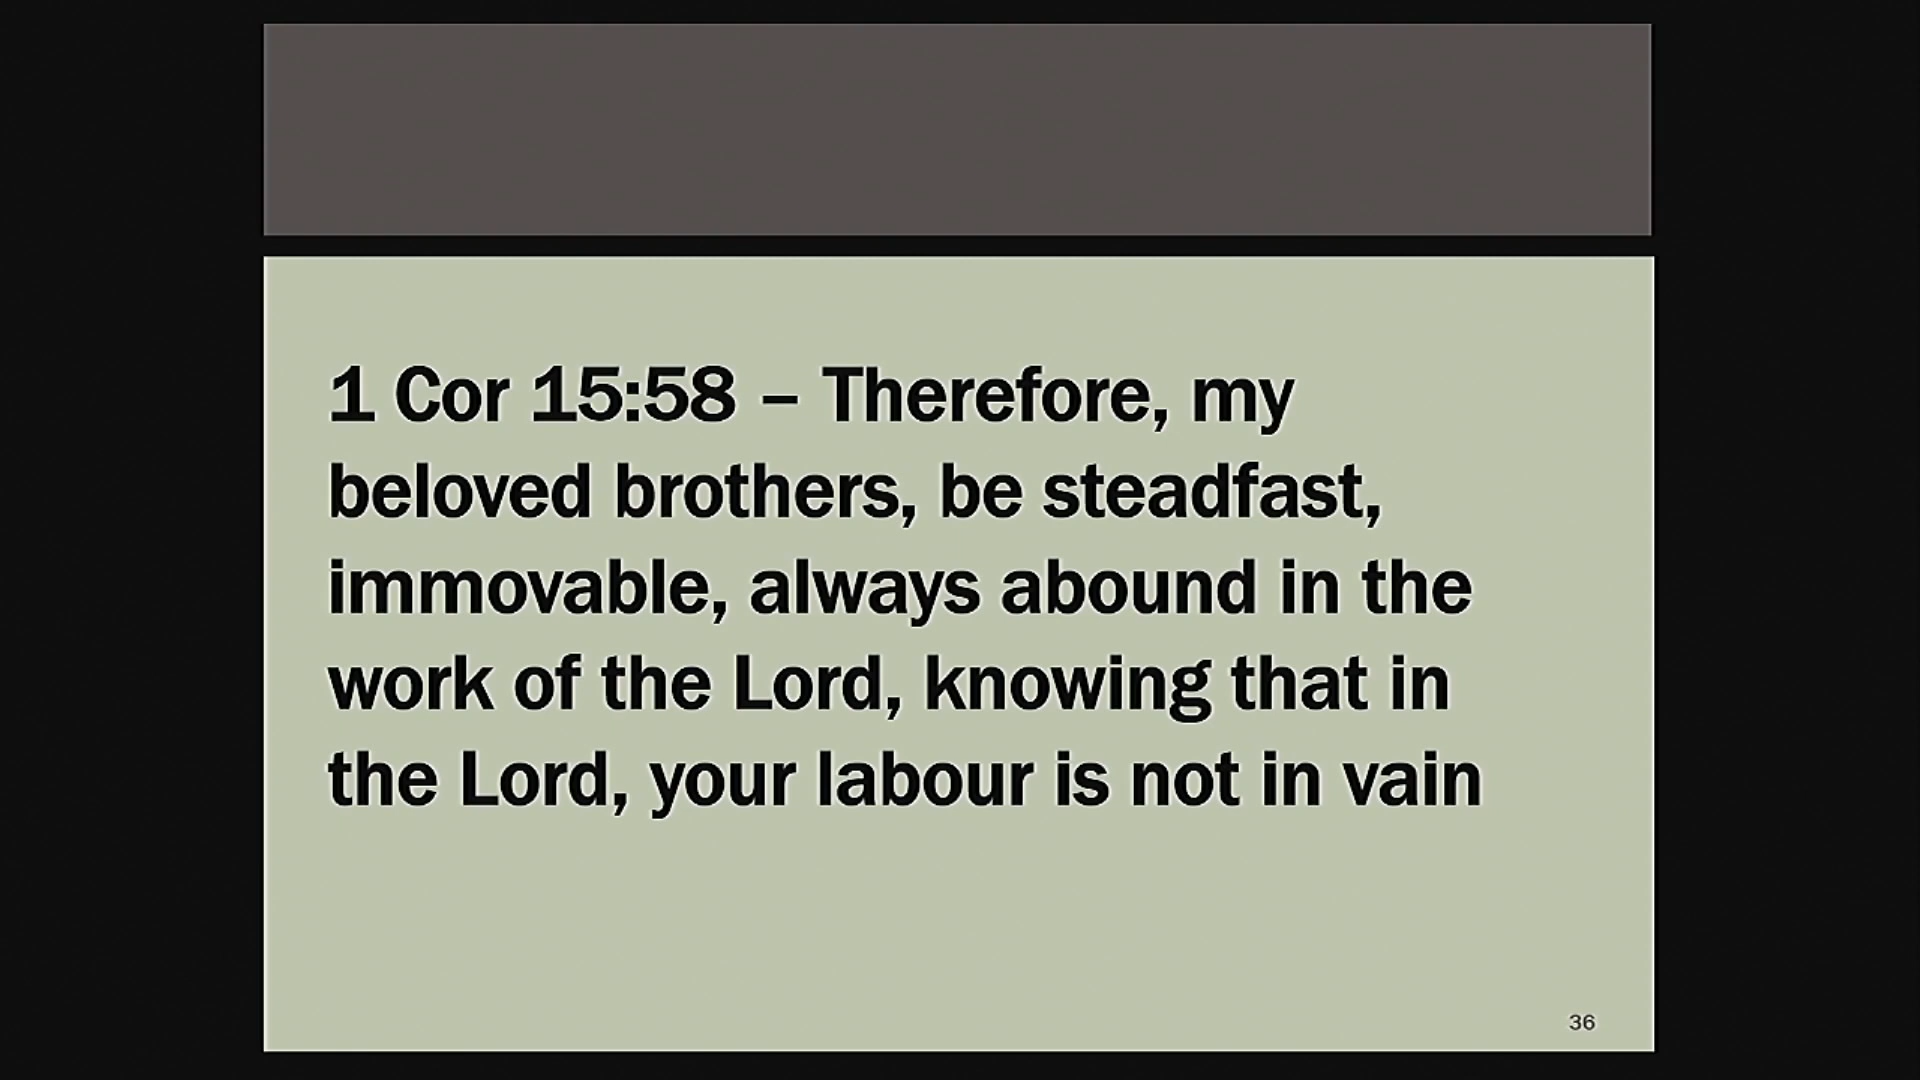 1 Cor 15:58 – Therefore, my
beloved brothers, be steadfast,
immovable, always abound in the
work of the Lord, knowing that in
the Lord, your labour is not in vain
36